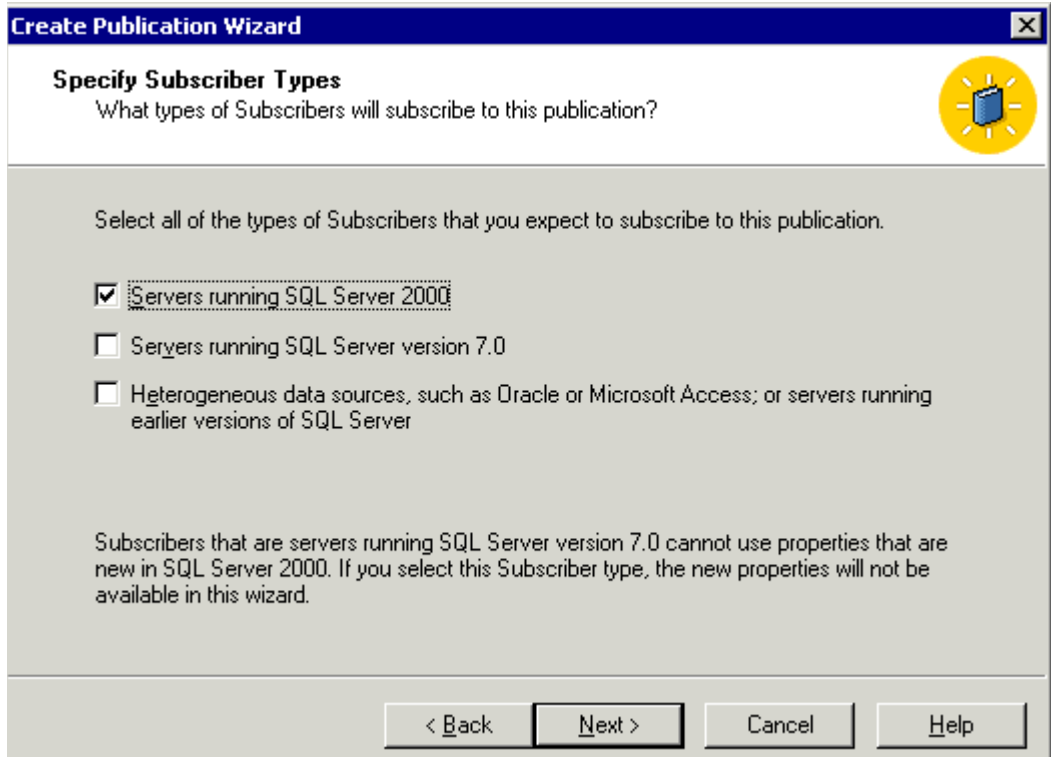 Create Publication Wizard
Specify Subscriber Types
What types of Subscribers will subscribe to this publication?
Select all of the types of Subscribers that you expect to subscribe to this publication.
Servers running SQL Server 2000
Servers running SQL Server version 7.0
Heterogeneous data sources, such as Oracle or Microsoft Access; or servers running
earlier versions of SQL Server
Subscribers that are servers running SQL Server version 7.0 cannot use properties that are
new in SQL Server 2000. If you select this Subscriber type, the new properties will not be
available in this wizard.
< Back Next > Cancel Help